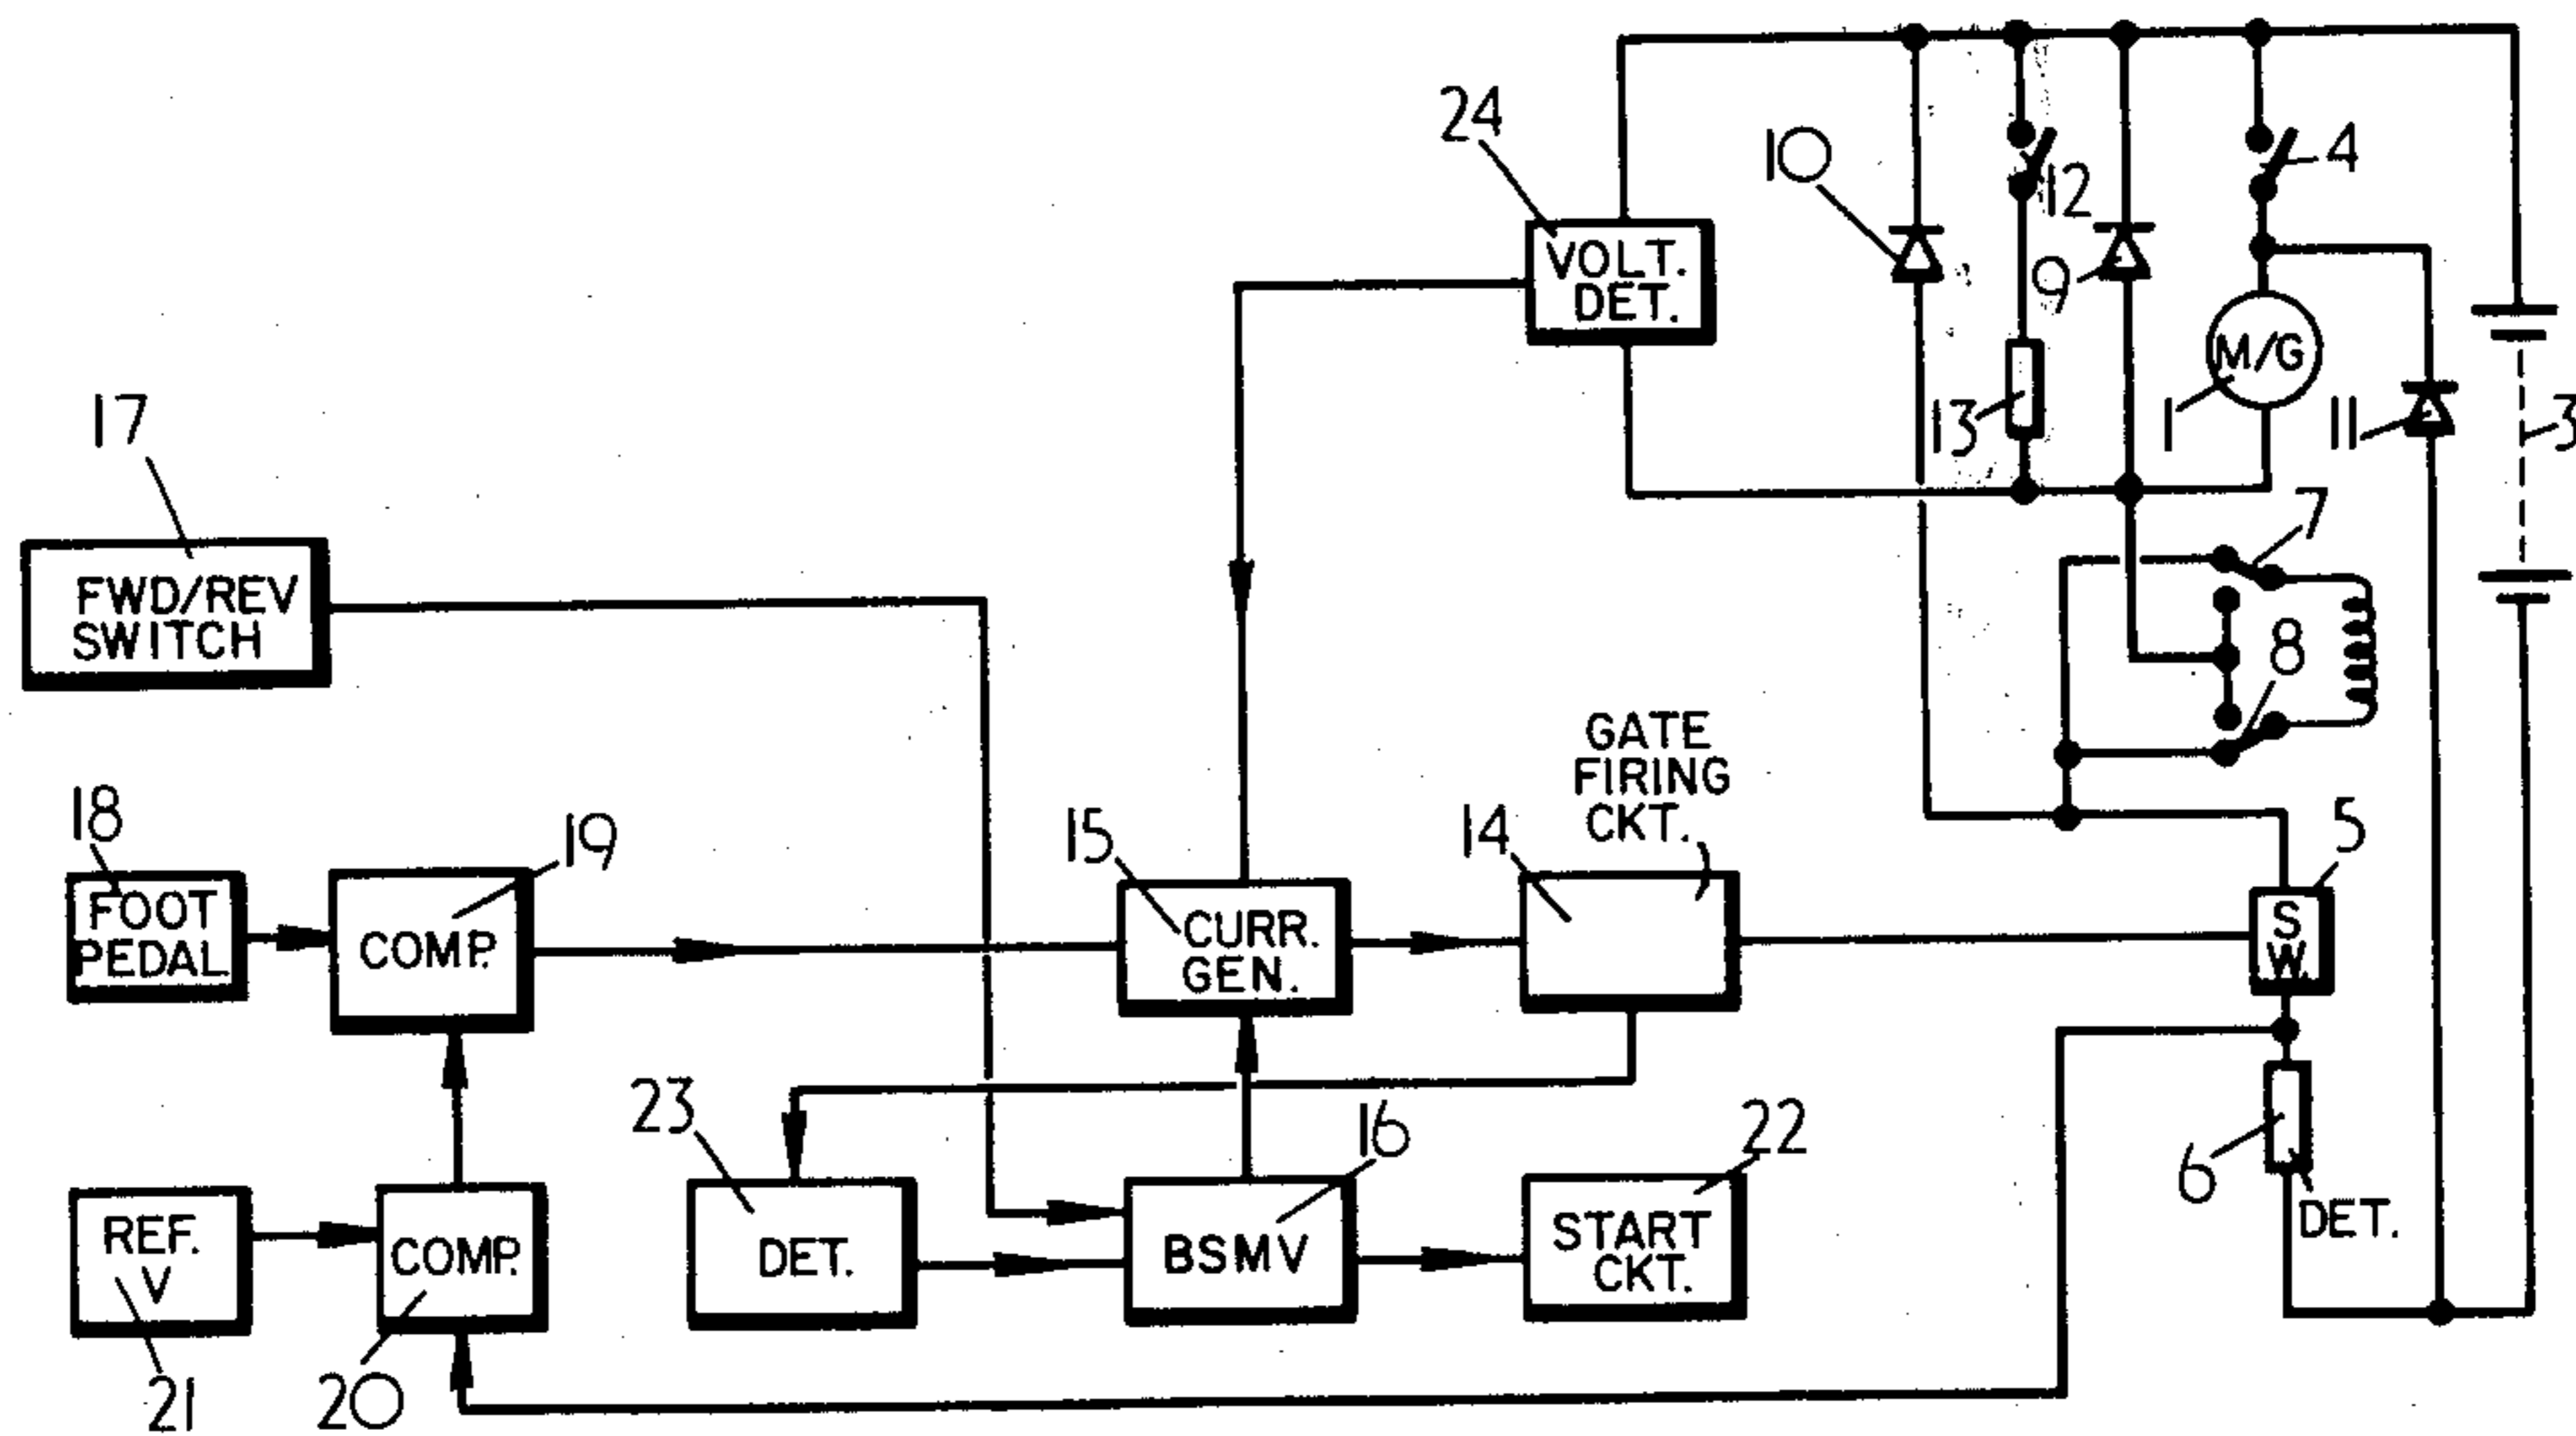 24
10
12
4
VOLT.
DET.
9
M/G
17
13
1
11
3
7
FWD/REV
SWITCH
8
GATE
FIRING
CKT.
18
19
15
14
5
FOOT
PEDAL
COMP.
CURR.
GEN.
S
W.
23
16
22
6
DET.
REF.
V
COMP.
DET.
BSMV
START
CKT.
21
20